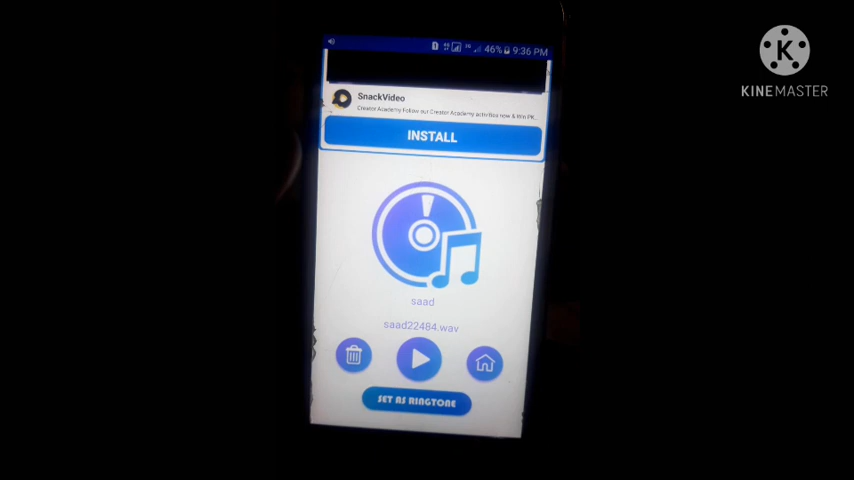 46% 9:36 PM
SnackVideo
Creator Academy Follow our Creator Academy activities now & Win PK...
INSTALL
saad
saad22484.wav
SET AS RINGTONE
K
KINEMASTER